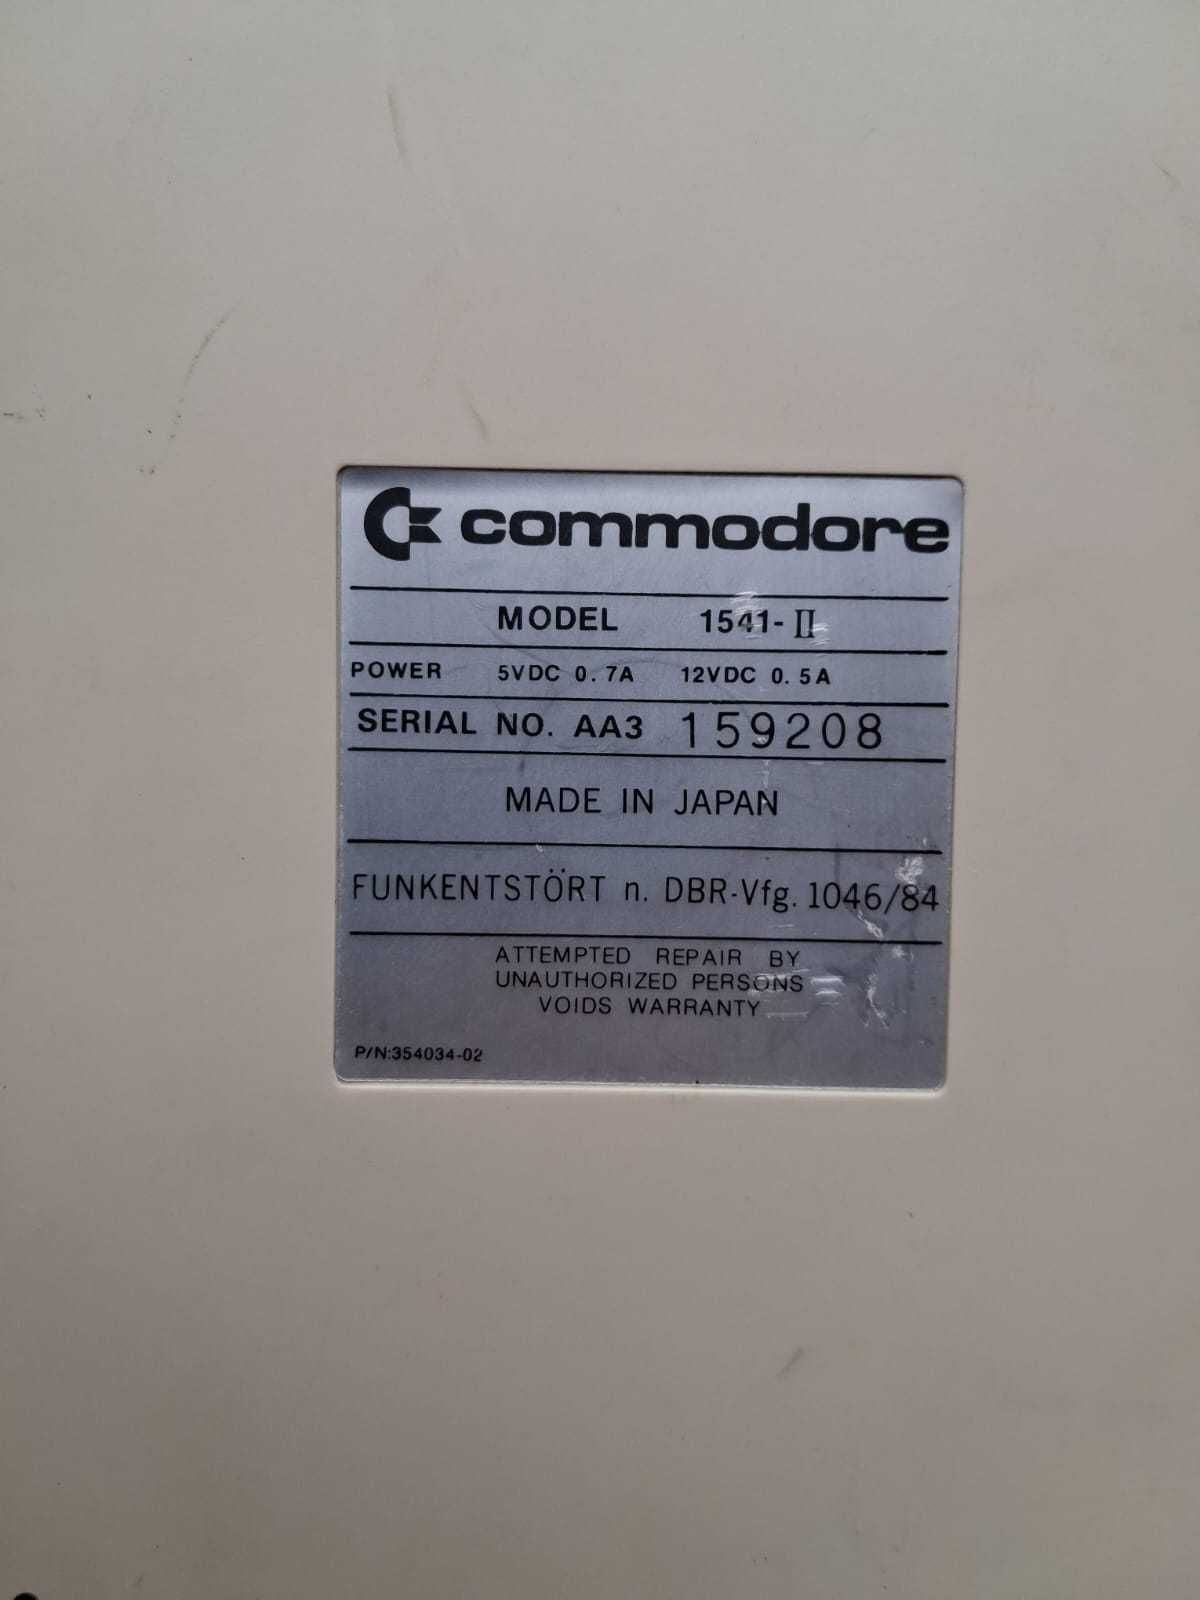 commodore
MODEL 1541-II
POWER 5VDC 0.7A 12VDC 0.5A
SERIAL NO. AA3 159208
MADE IN JAPAN
FUNKENTSTÖRT n. DBR-Vfg. 1046/84
ATTEMPTED REPAIR BY
UNAUTHORIZED PERSONS
VOIDS WARRANTY
P/N:354034-02